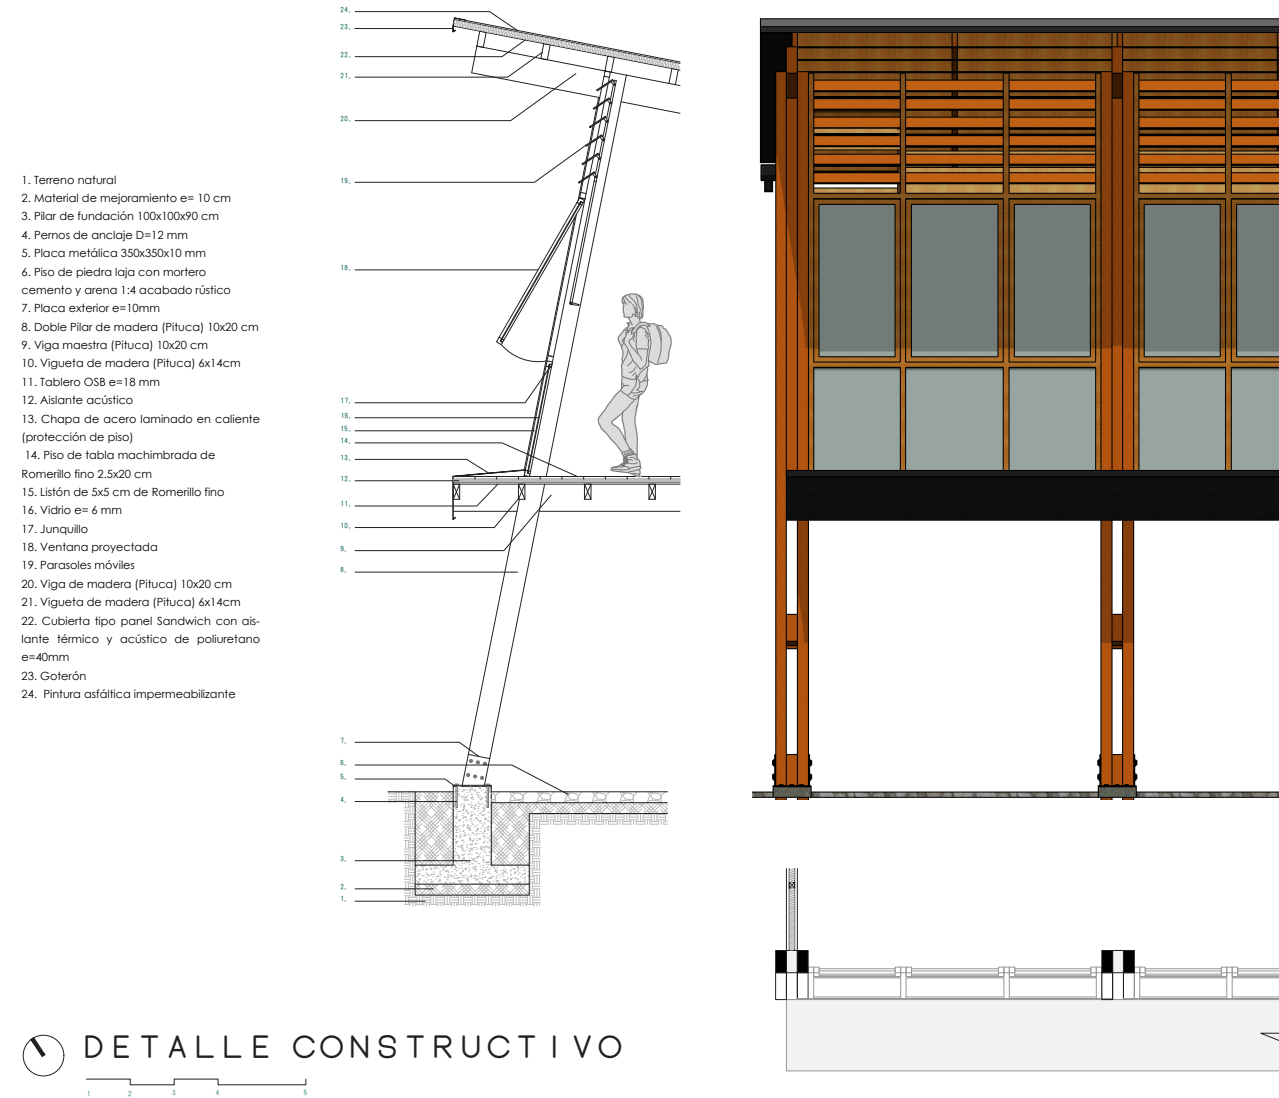 1. Terreno natural
2. Material de mejoramiento e= 10 cm
3. Pilar de fundación 100x100x90 cm
4. Pernos de anclaje D=12 mm
5. Placa metálica 350x350x10 mm
6. Piso de piedra laja con mortero
cemento y arena 1:4 acabado rústico
7. Placa exterior e=10mm
8. Doble Pilar de madera (Pituca) 10x20 cm
9. Viga maestra (Pituca) 10x20 cm
10. Vigueta de madera (Pituca) 6x14cm
11. Tablero OSB e=18 mm
12. Aislante acústico
13. Chapa de acero laminado en caliente
(protección de piso)
14. Piso de tabla machimbrada de
Romerillo fino 2.5x20 cm
15. Listón de 5x5 cm de Romerillo fino
16. Vidrio e= 6 mm
17. Junquillo
18. Ventana proyectada
19. Parasoles móviles
20. Viga de madera (Pituca) 10x20 cm
21. Vigueta de madera (Pituca) 6x14cm
22. Cubierta tipo panel Sandwich con ais-
lante térmico y acústico de poliuretano
e=40mm
23. Goterón
24. Pintura asfáltica impermeabilizante
24.
23.
22.
21.
20.
19.
18.
17.
16.
15.
14.
13.
12.
11.
10.
9.
8.
7.
6.
5.
4.
3.
2.
1.
DETALLE CONSTRUCTIVO
1 2 3 4 5